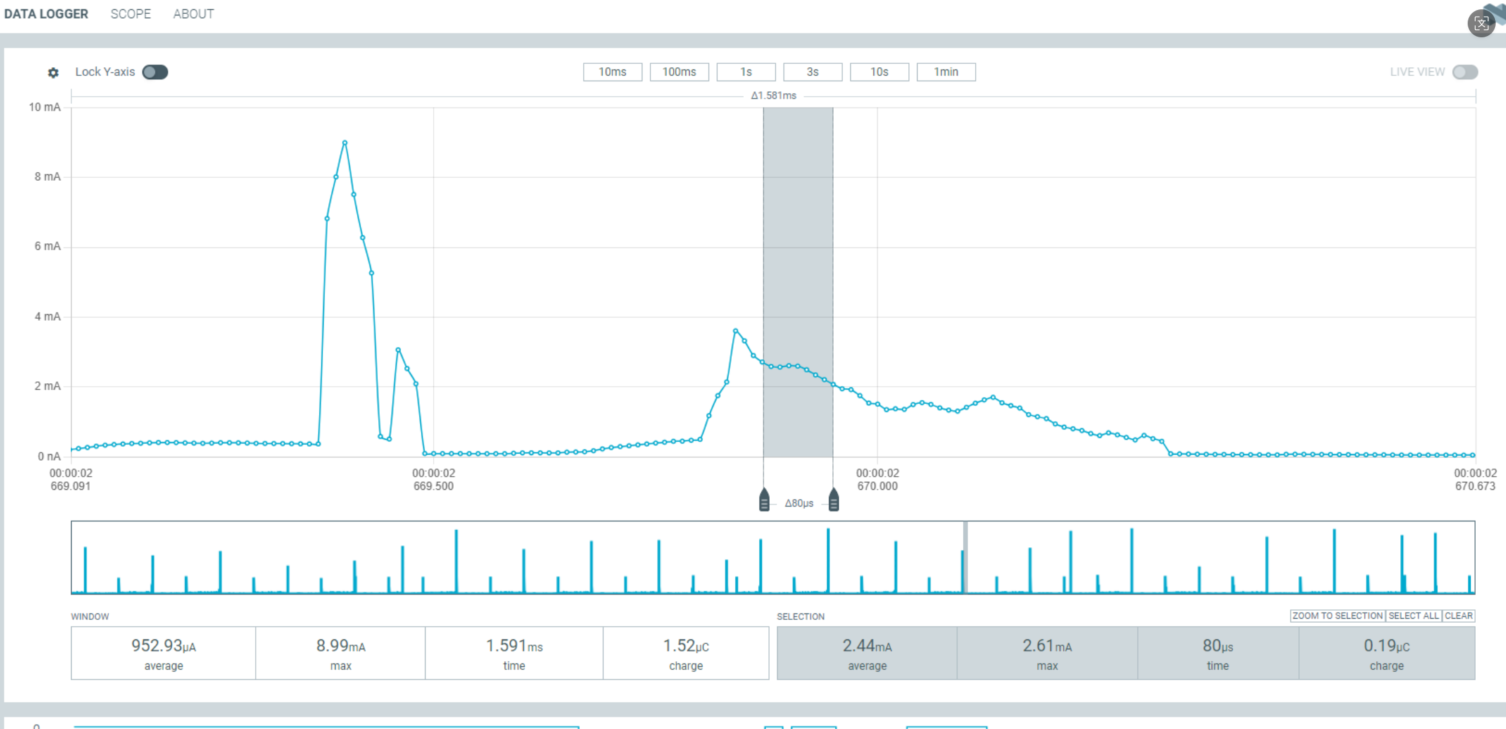 DATA LOGGER SCOPE ABOUT
Lock Y-axis 10ms 100ms 1s 3s 10s 1min LIVE VIEW
Δ1.581ms
10 mA
8 mA
6 mA
4 mA
2 mA
0 nA
00:00:02 00:00:02 00:00:02 00:00:02
669.091 669.500 670.000 670.673
Δ80µs
WINDOW SELECTION ZOOM TO SELECTION SELECT ALL CLEAR
952.93µA 8.99mA 1.591ms 1.52µC 2.44mA 2.61mA 80µs 0.19µC
average max time charge average max time charge